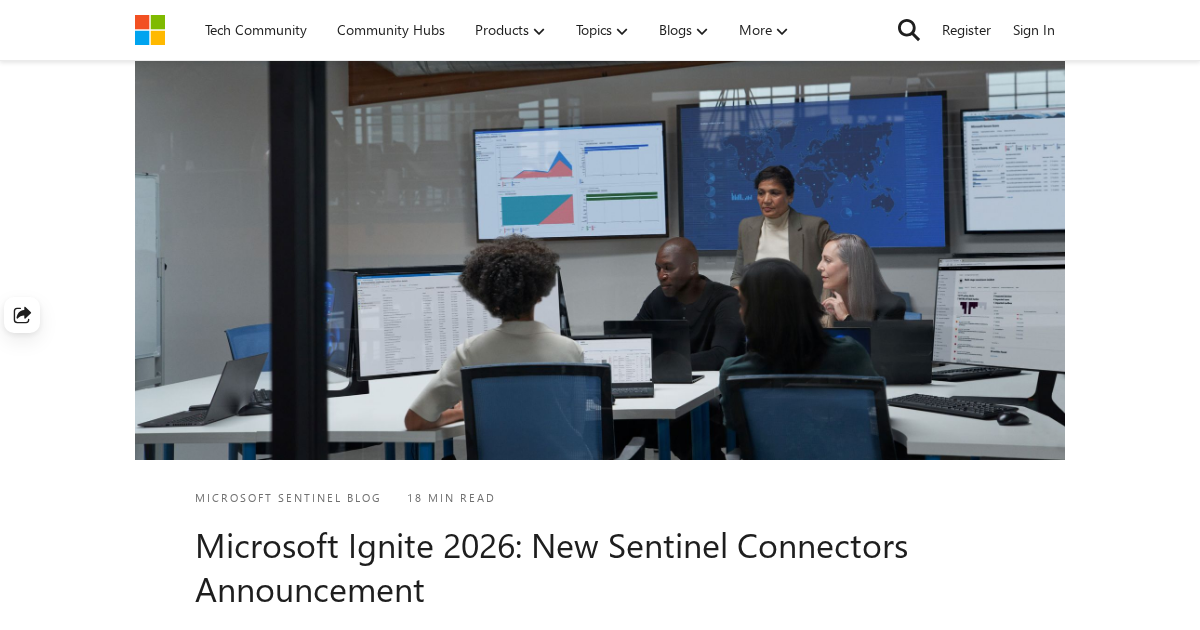 Tech Community Community Hubs Products Topics Blogs More Register Sign In
MICROSOFT SENTINEL BLOG 18 MIN READ
Microsoft Ignite 2026: New Sentinel Connectors
Announcement